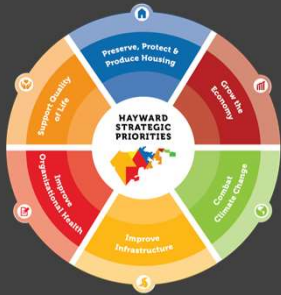 Preserve, Protect &
Produce Housing
Grow the
Economy
Combat
Climate Change
Improve
Infrastructure
Improve
Organizational Health
Support Quality
of Life
HAYWARD
STRATEGIC
PRIORITIES